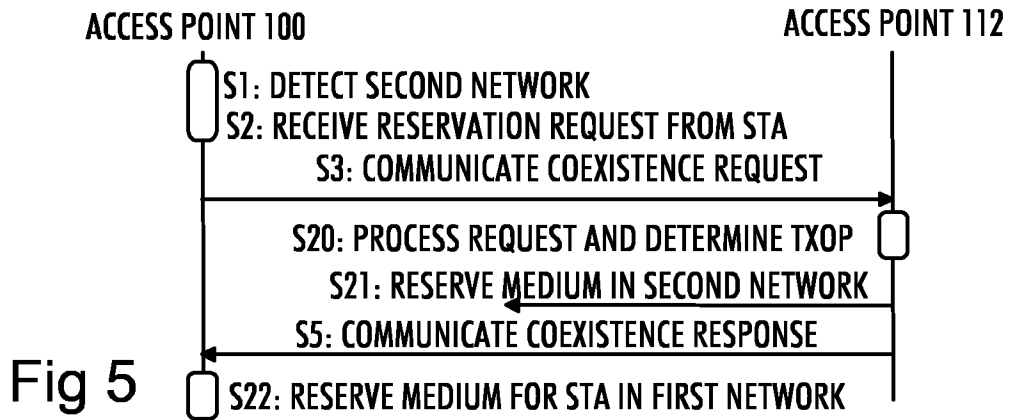 ACCESS POINT 100
ACCESS POINT 112
S1: DETECT SECOND NETWORK
S2: RECEIVE RESERVATION REQUEST FROM STA
S3: COMMUNICATE COEXISTENCE REQUEST
S20: PROCESS REQUEST AND DETERMINE TXOP
S21: RESERVE MEDIUM IN SECOND NETWORK
S5: COMMUNICATE COEXISTENCE RESPONSE
S22: RESERVE MEDIUM FOR STA IN FIRST NETWORK
Fig 5